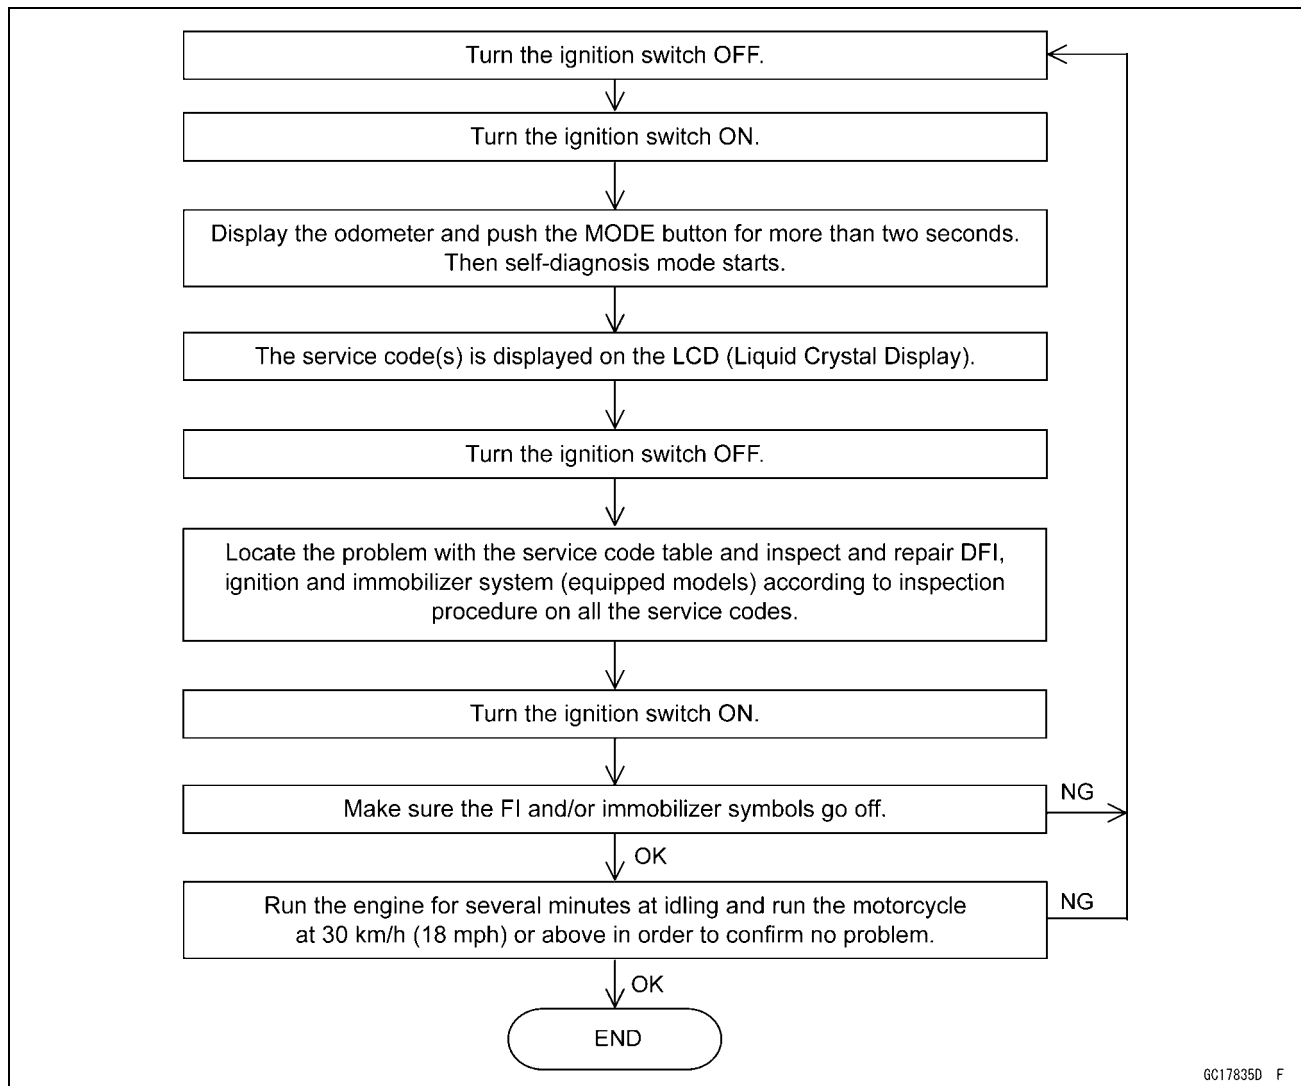 Turn the ignition switch OFF.
Turn the ignition switch ON.
Display the odometer and push the MODE button for more than two seconds.
Then self-diagnosis mode starts.
The service code(s) is displayed on the LCD (Liquid Crystal Display).
Turn the ignition switch OFF.
Locate the problem with the service code table and inspect and repair DFI,
ignition and immobilizer system (equipped models) according to inspection
procedure on all the service codes.
Turn the ignition switch ON.
Make sure the FI and/or immobilizer symbols go off.
NG
OK
Run the engine for several minutes at idling and run the motorcycle
at 30 km/h (18 mph) or above in order to confirm no problem.
NG
OK
END
GC17835D F